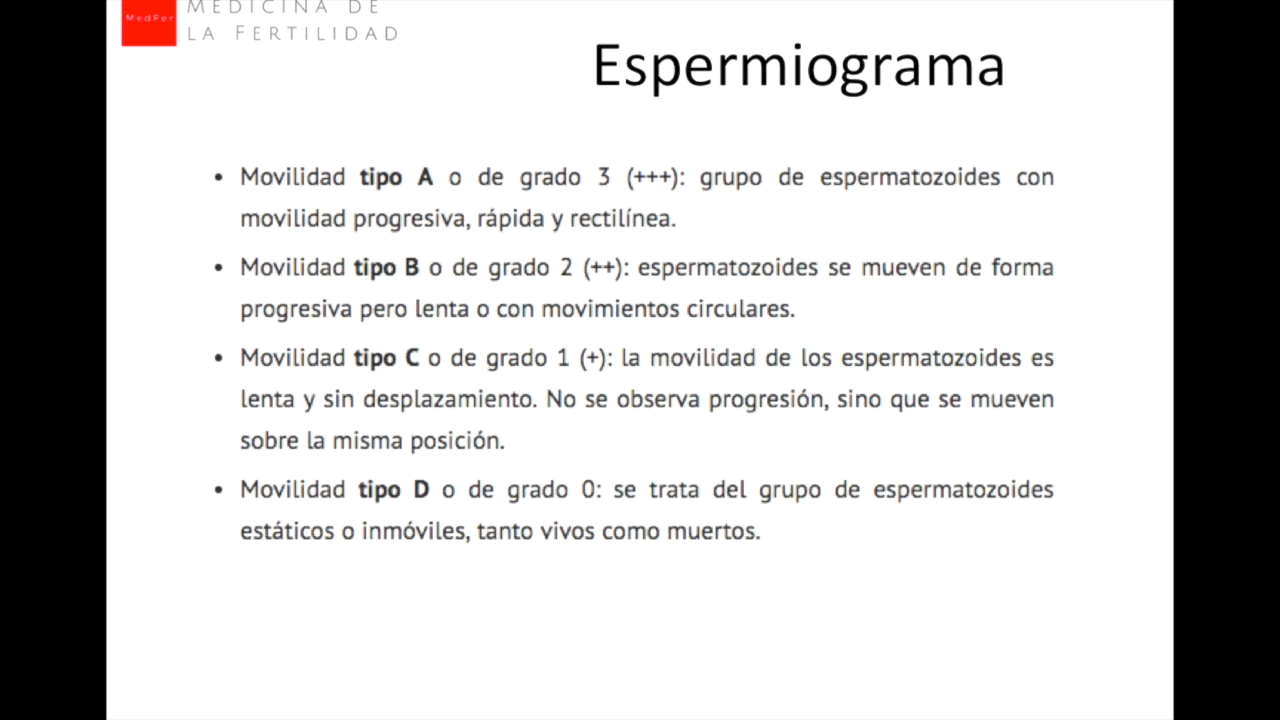 MEDICINA DE
MedFer
LA FERTILIDAD
Espermiograma
• Movilidad tipo A o de grado 3 (+++): grupo de espermatozoides con
movilidad progresiva, rápida y rectilínea.
• Movilidad tipo B o de grado 2 (++): espermatozoides se mueven de forma
progresiva pero lenta o con movimientos circulares.
• Movilidad tipo C o de grado 1 (+): la movilidad de los espermatozoides es
lenta y sin desplazamiento. No se observa progresión, sino que se mueven
sobre la misma posición.
• Movilidad tipo D o de grado 0: se trata del grupo de espermatozoides
estáticos o inmóviles, tanto vivos como muertos.